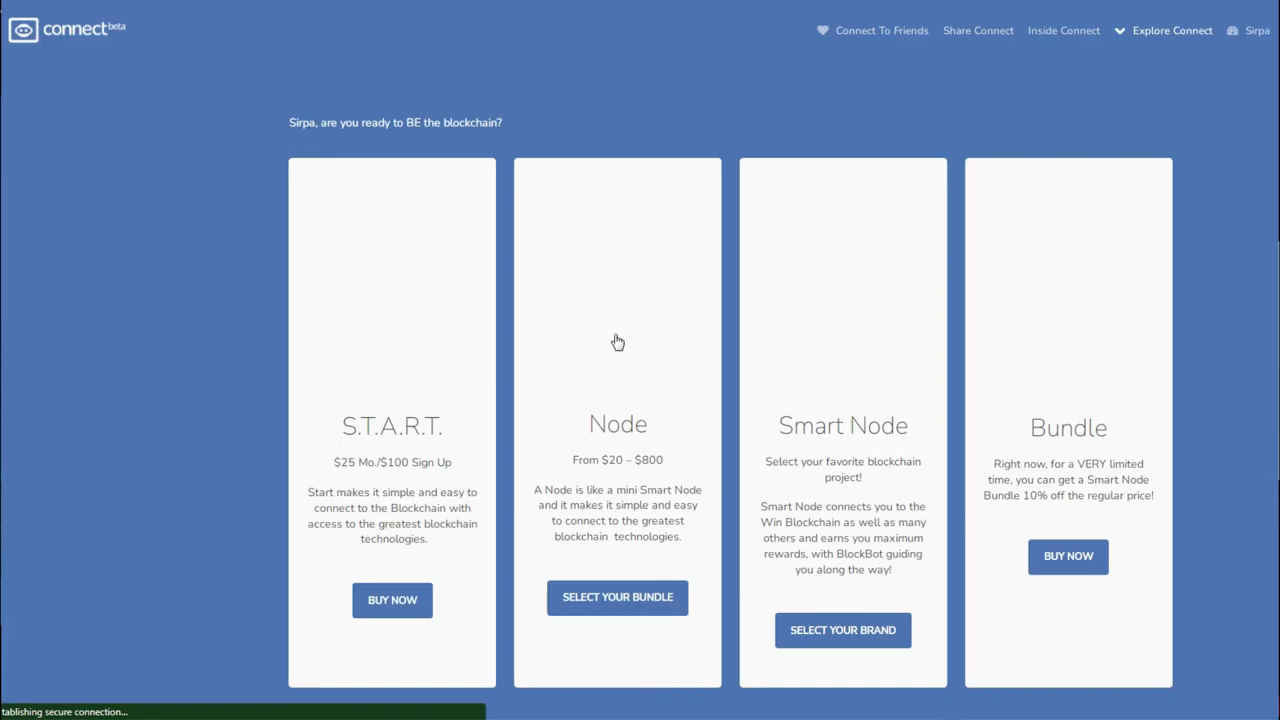 connect beta
Connect To Friends
Share Connect
Inside Connect
Explore Connect
Sirpa
Sirpa, are you ready to BE the blockchain?
S.T.A.R.T.
$25 Mo./$100 Sign Up
Start makes it simple and easy to
connect to the Blockchain with
access to the greatest blockchain
technologies.
BUY NOW
Node
From $20 – $800
A Node is like a mini Smart Node
and it makes it simple and easy
to connect to the greatest
blockchain technologies.
SELECT YOUR BUNDLE
Smart Node
Select your favorite blockchain
project!
Smart Node connects you to the
Win Blockchain as well as many
others and earns you maximum
rewards, with BlockBot guiding
you along the way!
SELECT YOUR BRAND
Bundle
Right now, for a VERY limited
time, you can get a Smart Node
Bundle 10% off the regular price!
BUY NOW
tablishing secure connection...